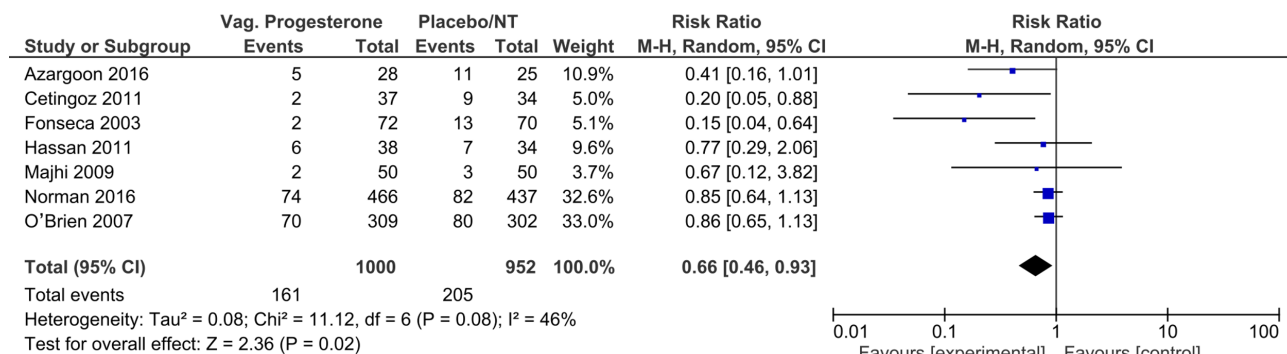 Vag. Progesterone Placebo/NT Risk Ratio Risk Ratio
Study or Subgroup Events Total Events Total Weight M-H, Random, 95% CI M-H, Random, 95% CI
Azargoon 2016 5 28 11 25 10.9% 0.41 [0.16, 1.01]
Cetingoz 2011 2 37 9 34 5.0% 0.20 [0.05, 0.88]
Fonseca 2003 2 72 13 70 5.1% 0.15 [0.04, 0.64]
Hassan 2011 6 38 7 34 9.6% 0.77 [0.29, 2.06]
Majhi 2009 2 50 3 50 3.7% 0.67 [0.12, 3.82]
Norman 2016 74 466 82 437 32.6% 0.85 [0.64, 1.13]
O’Brien 2007 70 309 80 302 33.0% 0.86 [0.65, 1.13]
Total (95% CI) 1000 952 100.0% 0.66 [0.46, 0.93]
Total events 161 205
Heterogeneity: Tau² = 0.08; Chi² = 11.12, df = 6 (P = 0.08); I² = 46%
Test for overall effect: Z = 2.36 (P = 0.02)
0.01 0.1 1 10 100
Favours [experimental] Favours [control]